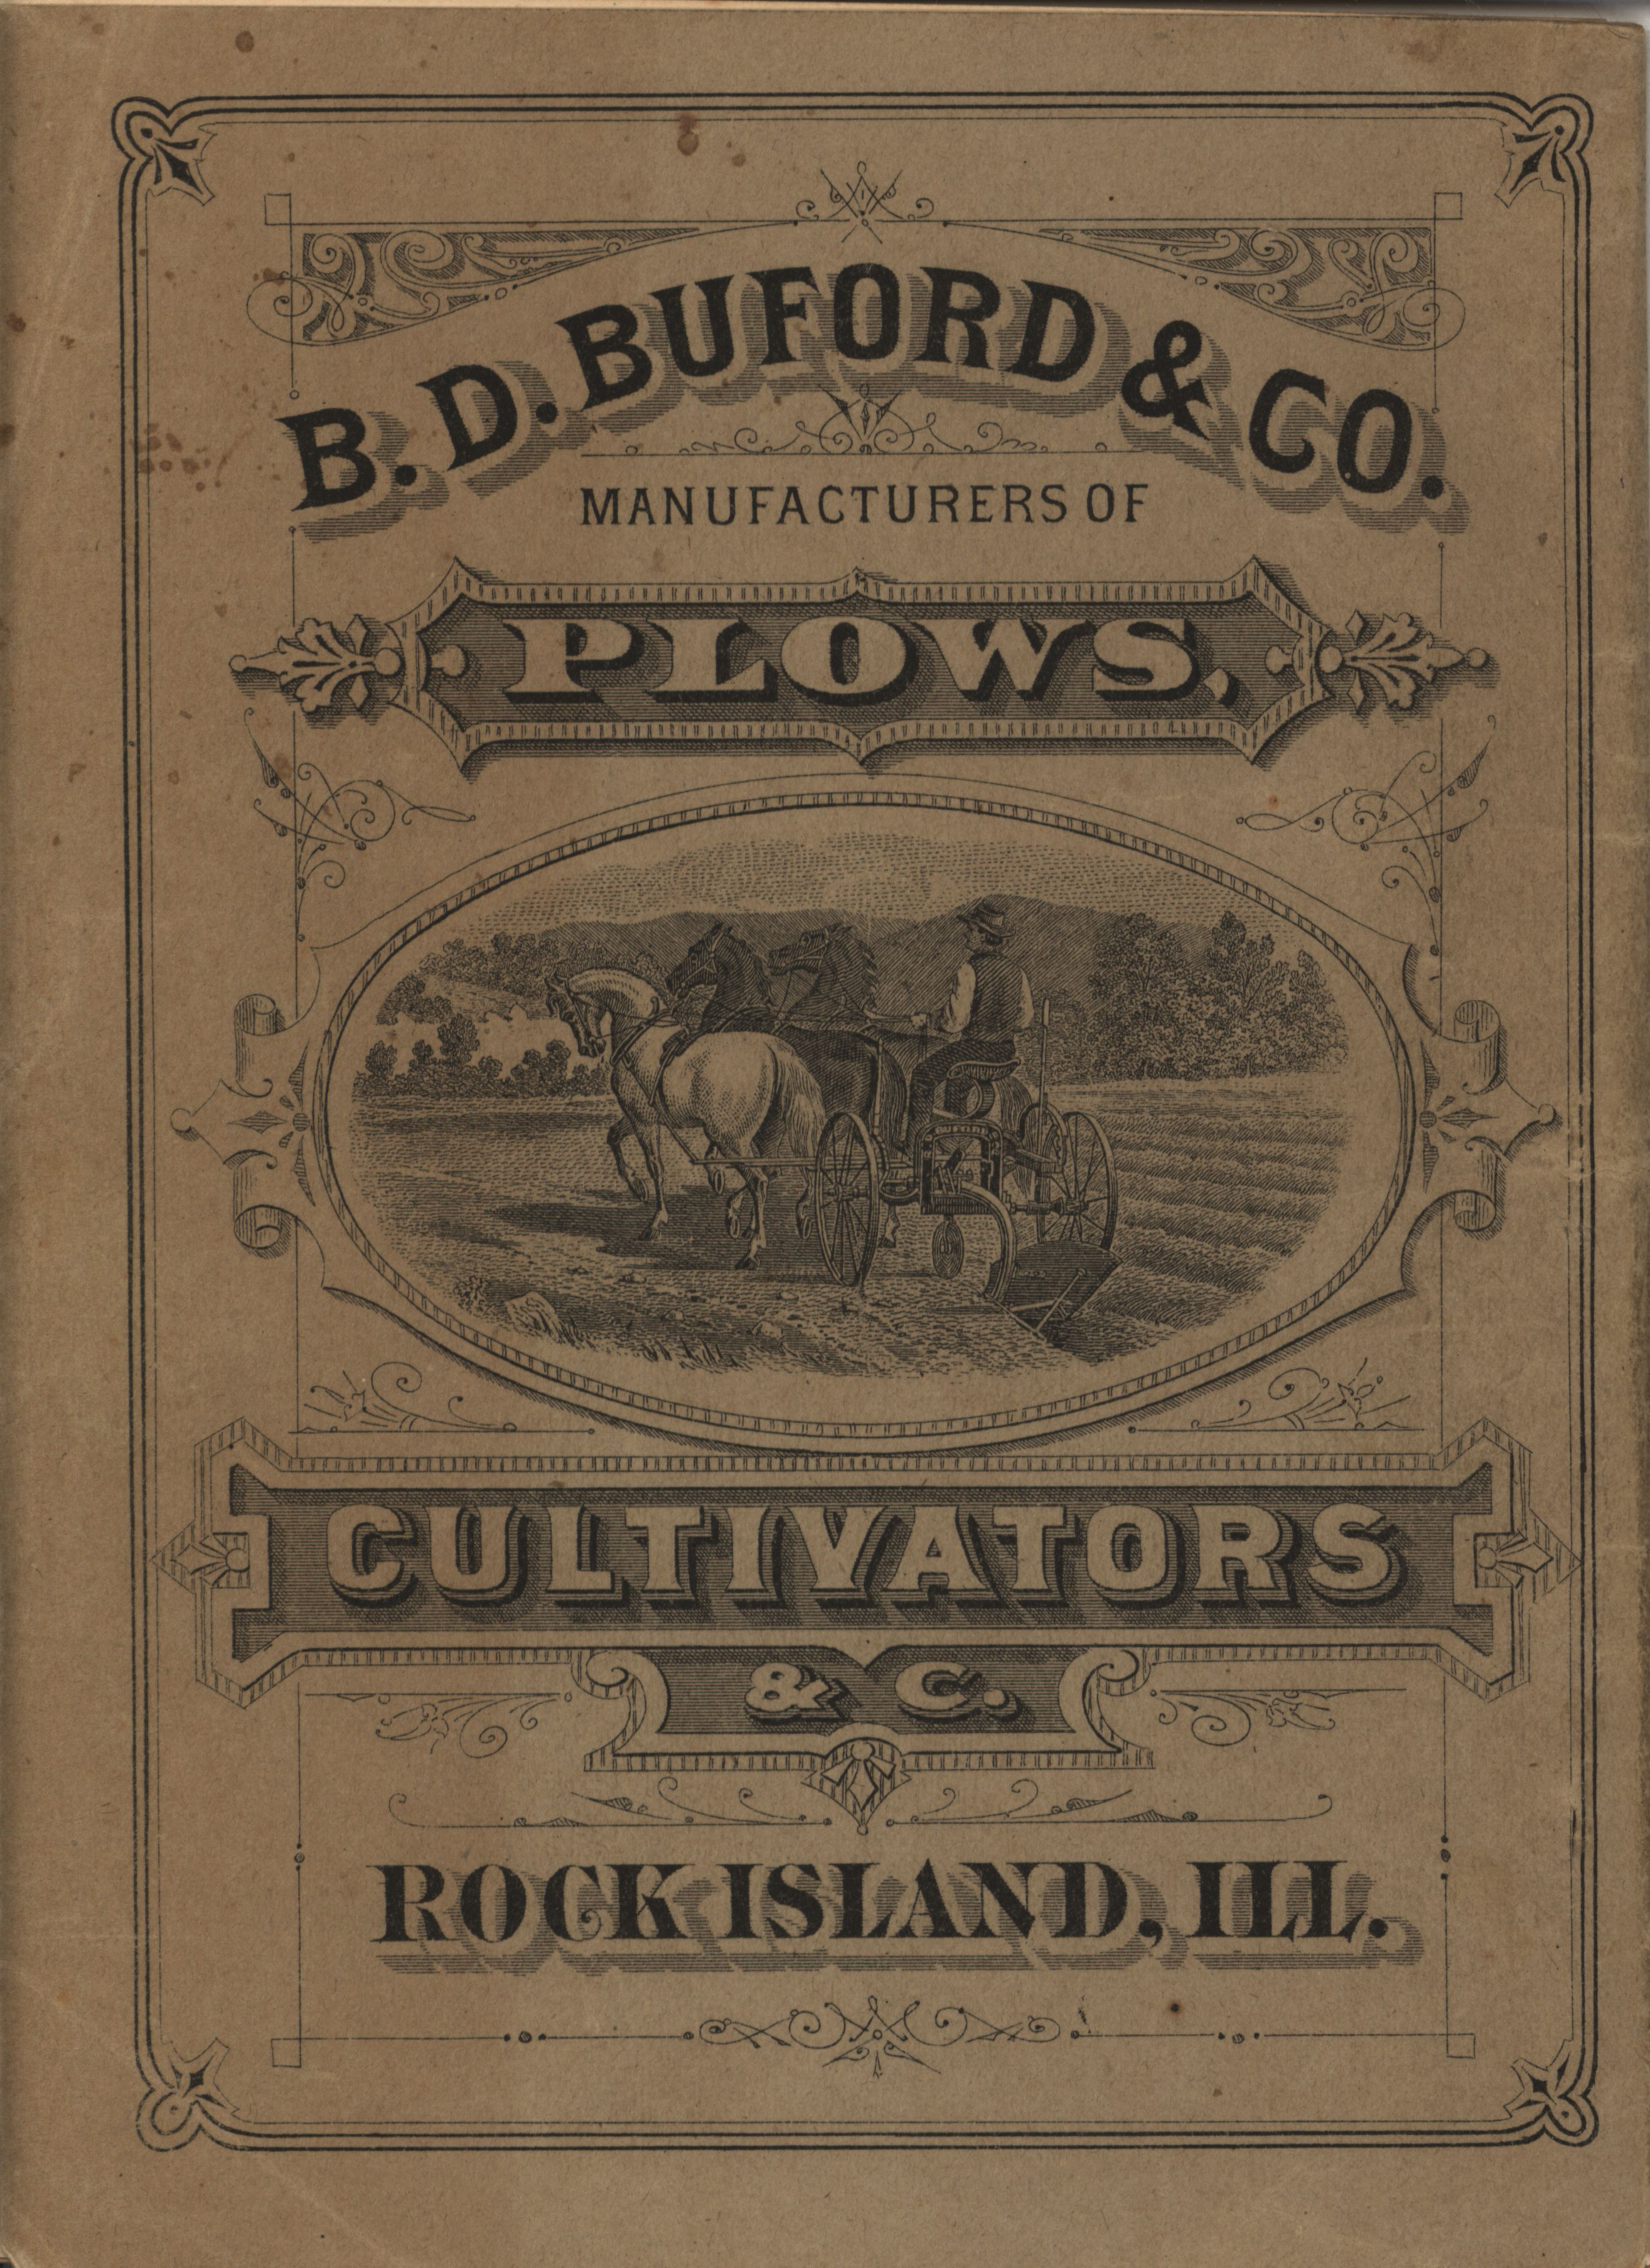 B. D. BUFORD & CO.
MANUFACTURERS OF
PLOWS,
CULTIVATORS
& C.
ROCK ISLAND, ILL.